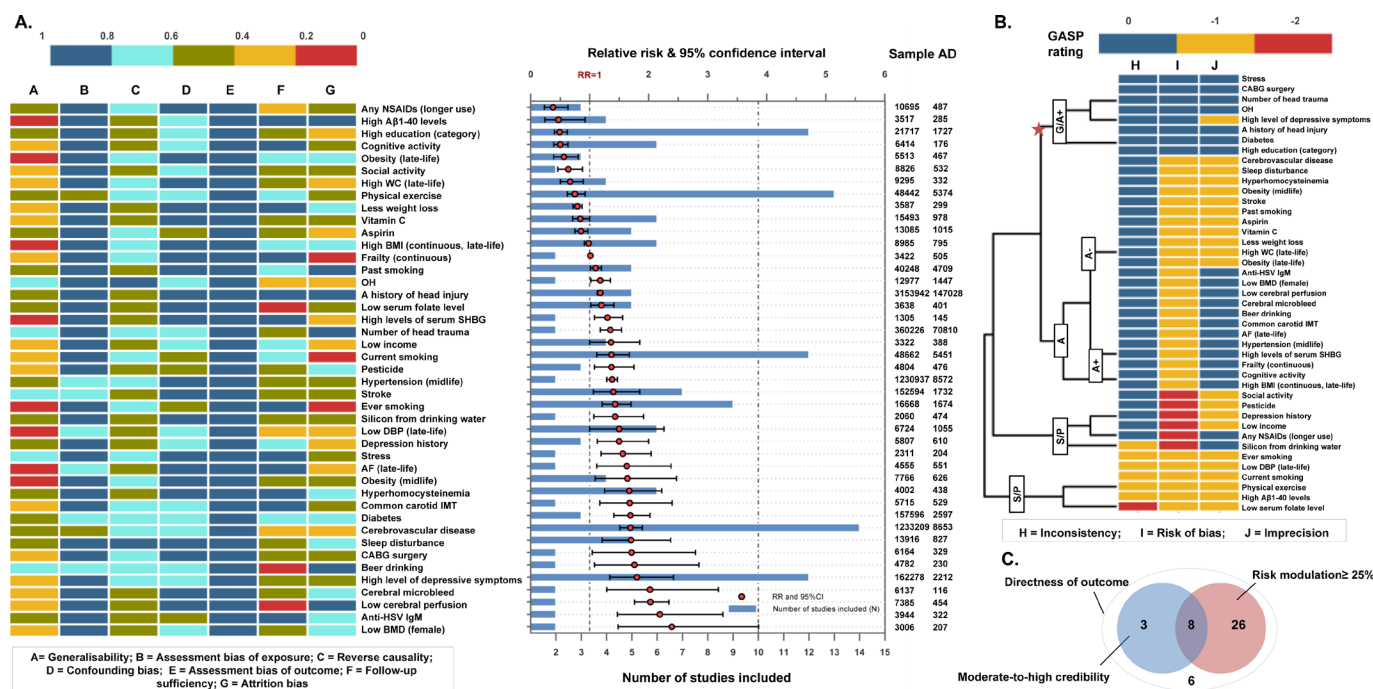 A.
1 0.8 0.6 0.4 0.2 0
A B C D E F G
Relative risk & 95% confidence interval
Sample AD
0 RR=1 2 3 4 5 6
Any NSAIDs (longer use) 10695 487
High Aβ1-40 levels 3517 285
High education (category) 21717 1727
Cognitive activity 6414 176
Obesity (late-life) 5513 467
Social activity 8826 532
High WC (late-life) 9295 332
Physical exercise 48442 5374
Less weight loss 3587 299
Vitamin C 15493 978
Aspirin 13085 1015
High BMI (continuous, late-life) 8985 795
Frailty (continuous) 3422 505
Past smoking 40248 4709
OH 12977 1447
A history of head injury 3153942 147028
Low serum folate level 3638 401
High levels of serum SHBG 1305 145
Number of head trauma 360226 70810
Low income 3322 388
Current smoking 48662 5451
Pesticide 4804 476
Hypertension (midlife) 1230937 8572
Stroke 152594 1732
Ever smoking 16668 1674
Silicon from drinking water 2060 474
Low DBP (late-life) 6724 1055
Depression history 5807 610
Stress 2311 204
AF (late-life) 4555 551
Obesity (midlife) 7766 626
Hyperhomocysteinemia 4002 438
Common carotid IMT 5715 529
Diabetes 157596 2597
Cerebrovascular disease 1233209 8653
Sleep disturbance 13916 827
CABG surgery 6164 329
Beer drinking 4782 230
High level of depressive symptoms 162278 2212
Cerebral microbleed 6137 116
Low cerebral perfusion 7385 454
Anti-HSV IgM 3944 322
Low BMD (female) 3006 207
RR and 95%CI
Number of studies included (N)
0 1 2 3 4 5 6 7 8 9 10 11 12 13 14 15
Number of studies included
A= Generalisability; B = Assessment bias of exposure; C = Reverse causality;
D = Confounding bias; E = Assessment bias of outcome; F = Follow-up
sufficiency; G = Attrition bias
B.
0 -1 -2
GASP
rating
H I J
Stress
CABG surgery
Number of head trauma
OH
High level of depressive symptoms
A history of head injury
Diabetes
High education (category)
Cerebrovascular disease
Sleep disturbance
Hyperhomocysteinemia
Obesity (midlife)
Stroke
Past smoking
Aspirin
Vitamin C
Less weight loss
High WC (late-life)
Obesity (late-life)
Anti-HSV IgM
Low BMD (female)
Low cerebral perfusion
Cerebral microbleed
Beer drinking
Common carotid IMT
AF (late-life)
Hypertension (midlife)
High levels of serum SHBG
Frailty (continuous)
Cognitive activity
High BMI (continuous, late-life)
Social activity
Pesticide
Depression history
Low income
Any NSAIDs (longer use)
Silicon from drinking water
Ever smoking
Low DBP (late-life)
Current smoking
Physical exercise
High Aβ1-40 levels
Low serum folate level
G/A+
A-
A
A+
S/P
S/P
H = Inconsistency; I = Risk of bias; J = Imprecision
C.
Directness of outcome
Risk modulation≥ 25%
3 8 26
Moderate-to-high credibility
6